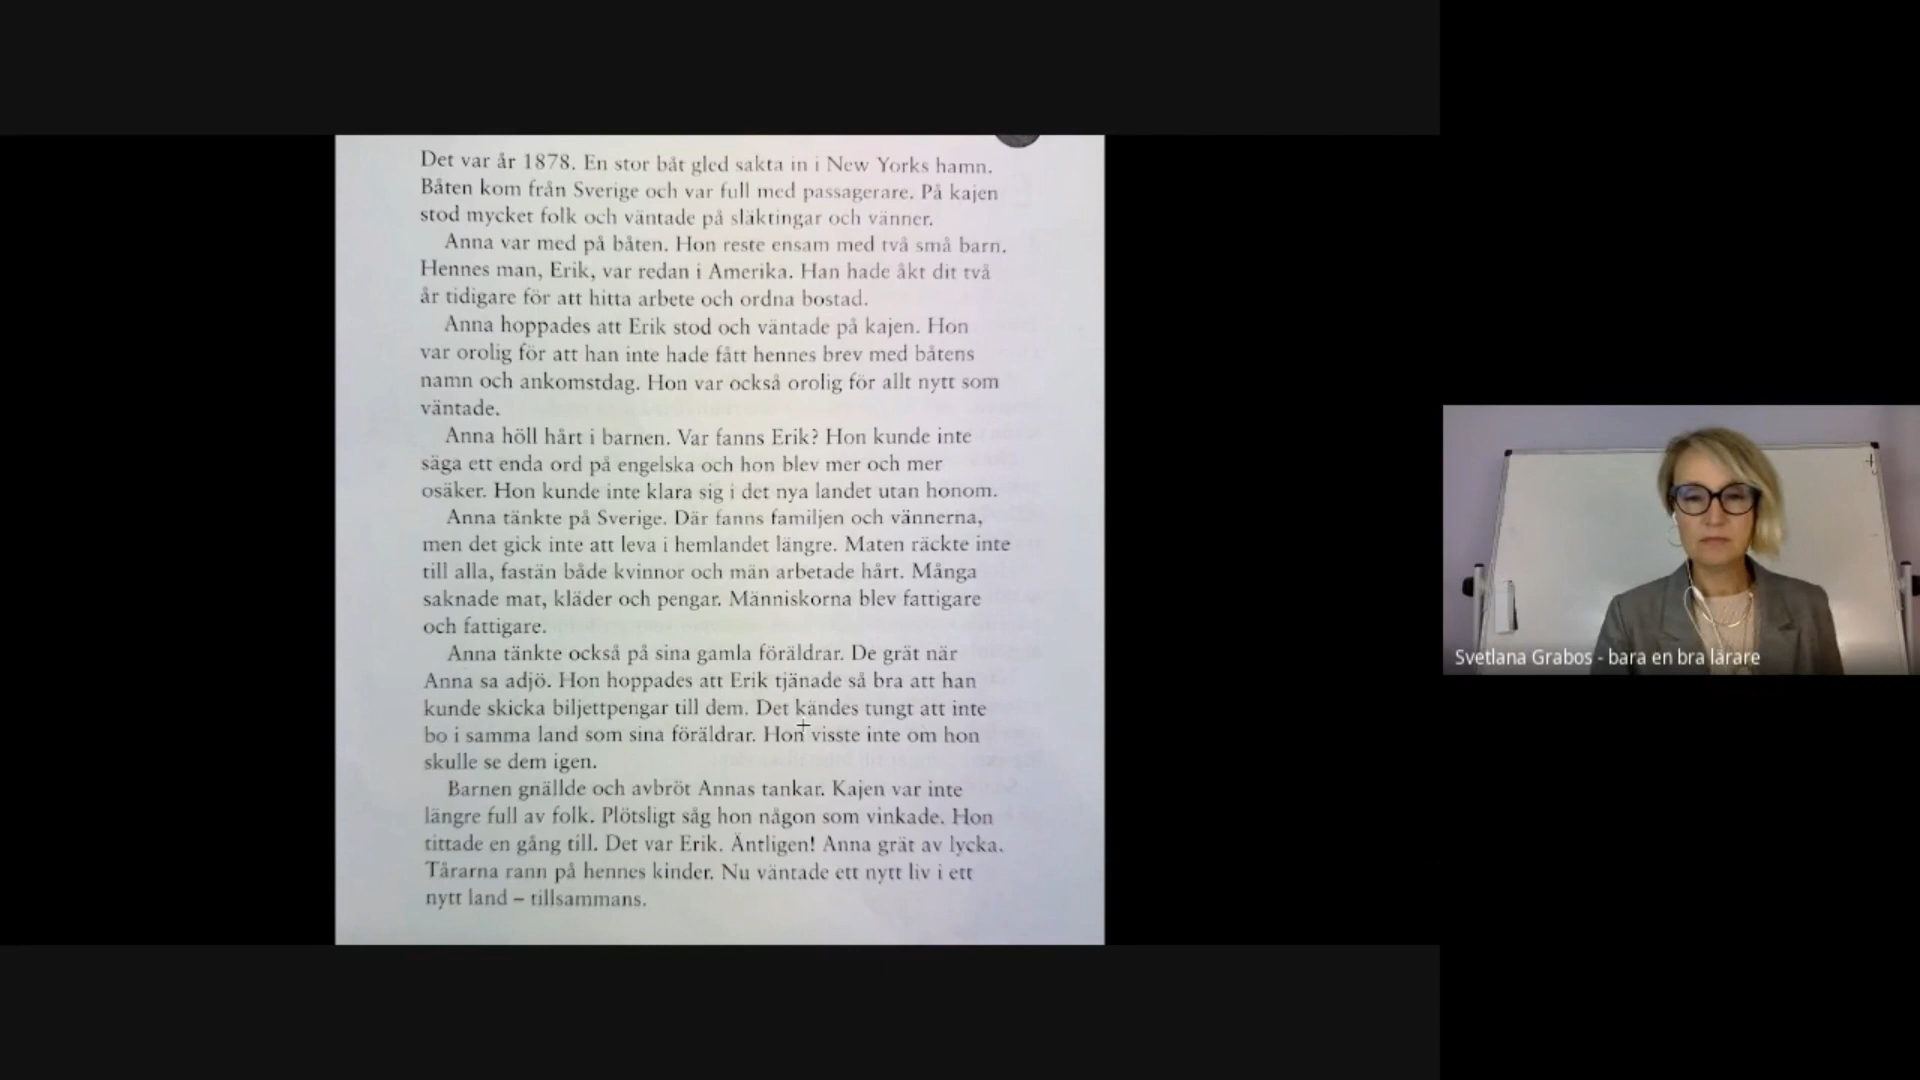 Det var år 1878. En stor båt gled sakta in i New Yorks hamn.
Båten kom från Sverige och var full med passagerare. På kajen
stod mycket folk och väntade på släktingar och vänner.
Anna var med på båten. Hon reste ensam med två små barn.
Hennes man, Erik, var redan i Amerika. Han hade åkt dit två
år tidigare för att hitta arbete och ordna bostad.
Anna hoppades att Erik stod och väntade på kajen. Hon
var orolig för att han inte hade fått hennes brev med båtens
namn och ankomstdag. Hon var också orolig för allt nytt som
väntade.
Anna höll hårt i barnen. Var fanns Erik? Hon kunde inte
säga ett enda ord på engelska och hon blev mer och mer
osäker. Hon kunde inte klara sig i det nya landet utan honom.
Anna tänkte på Sverige. Där fanns familjen och vännerna,
men det gick inte att leva i hemlandet längre. Maten räckte inte
till alla, fastän både kvinnor och män arbetade hårt. Många
saknade mat, kläder och pengar. Människorna blev fattigare
och fattigare.
Anna tänkte också på sina gamla föräldrar. De grät när
Anna sa adjö. Hon hoppades att Erik tjänade så bra att han
kunde skicka biljettpengar till dem. Det kändes tungt att inte
bo i samma land som sina föräldrar. Hon visste inte om hon
skulle se dem igen.
Barnen gnällde och avbröt Annas tankar. Kajen var inte
längre full av folk. Plötsligt såg hon någon som vinkade. Hon
tittade en gång till. Det var Erik. Äntligen! Anna grät av lycka.
Tårarna rann på hennes kinder. Nu väntade ett nytt liv i ett
nytt land – tillsammans.
Svetlana Grabos - bara en bra lärare